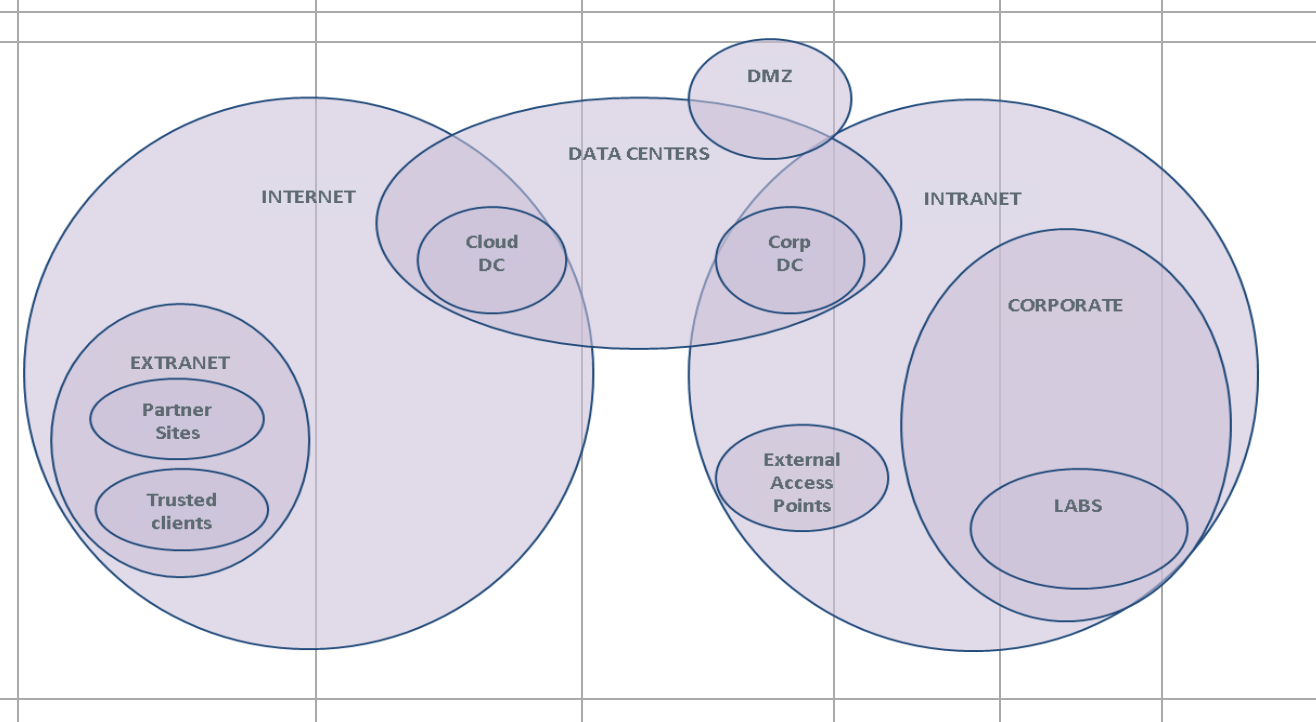 DMZ
DATA CENTERS
INTERNET
INTRANET
Cloud
DC
Corp
DC
CORPORATE
EXTRANET
Partner
Sites
Trusted
clients
External
Access
Points
LABS